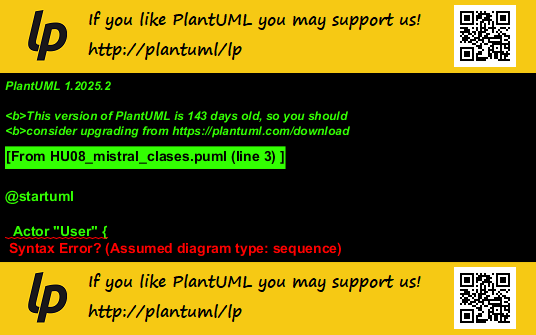 lp
If you like PlantUML you may support us!
http://plantuml/lp
PlantUML 1.2025.2
<b>This version of PlantUML is 143 days old, so you should
<b>consider upgrading from https://plantuml.com/download
[From HU08_mistral_clases.puml (line 3) ]
@startuml
Actor "User" {
Syntax Error? (Assumed diagram type: sequence)
lp
If you like PlantUML you may support us!
http://plantuml/lp